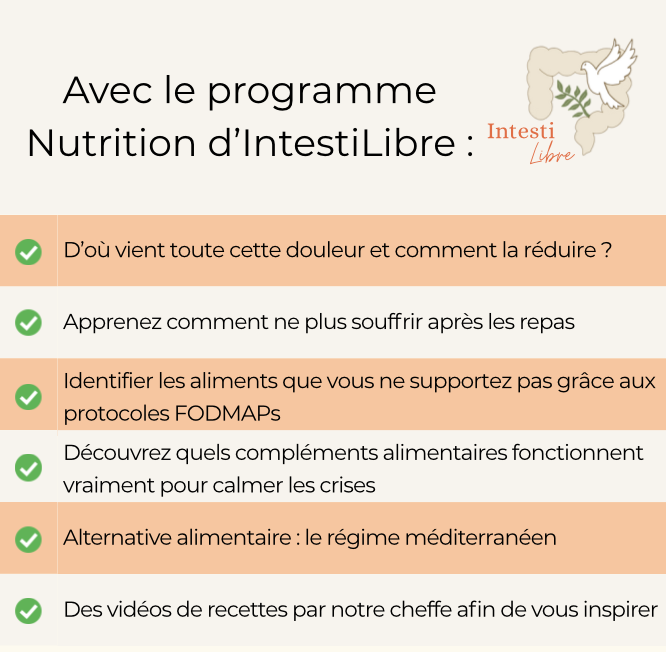 Avec le programme
Nutrition d'IntestiLibre :
Intesti
Libre
D'où vient toute cette douleur et comment la réduire ?
Apprenez comment ne plus souffrir après les repas
Identifier les aliments que vous ne supportez pas grâce aux
protocoles FODMAPs
Découvrez quels compléments alimentaires fonctionnent
vraiment pour calmer les crises
Alternative alimentaire : le régime méditerranéen
Des vidéos de recettes par notre cheffe afin de vous inspirer